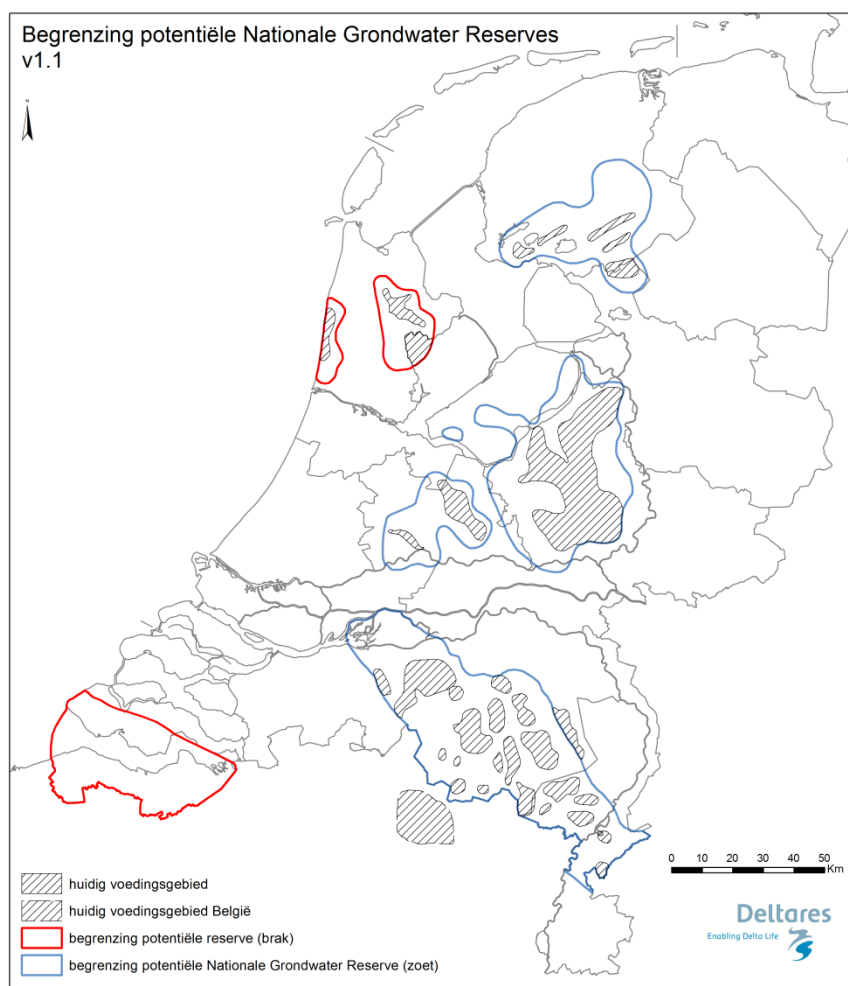 Begrenzing potentiële Nationale Grondwater Reserves
v1.1
N
huidig voedingsgebied
huidig voedingsgebied België
begrenzing potentiële reserve (brak)
begrenzing potentiële Nationale Grondwater Reserve (zoet)
0 10 20 30 40 50
Km
Deltares
Enabling Delta Life